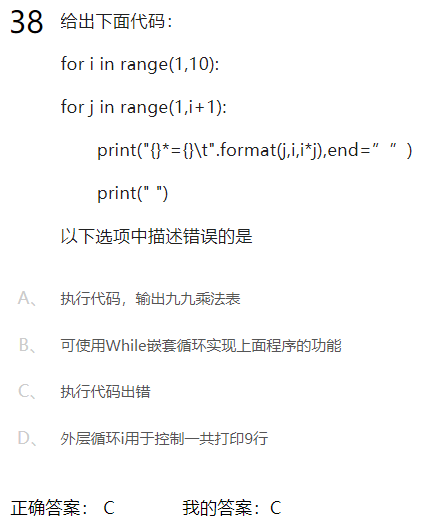 38 给出下面代码：
for i in range(1,10):
for j in range(1,i+1):
print("{}*={}\t".format(j,i,i*j),end=” ” )
print(" ")
以下选项中描述错误的是
A、 执行代码，输出九九乘法表
B、 可使用While嵌套循环实现上面程序的功能
C、 执行代码出错
D、 外层循环i用于控制一共打印9行
正确答案： C 我的答案：C